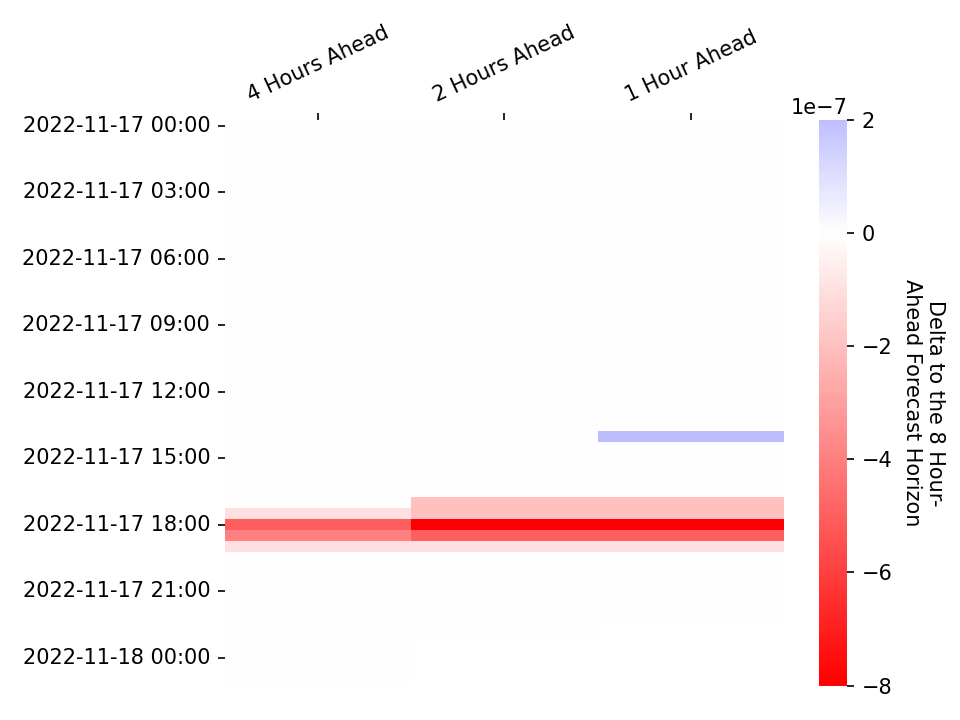 4 Hours Ahead
2 Hours Ahead
1 Hour Ahead
2022-11-17 00:00
2022-11-17 03:00
2022-11-17 06:00
2022-11-17 09:00
2022-11-17 12:00
2022-11-17 15:00
2022-11-17 18:00
2022-11-17 21:00
2022-11-18 00:00
1e−7
2
0
−2
−4
−6
−8
Delta to the 8 Hour-
Ahead Forecast Horizon